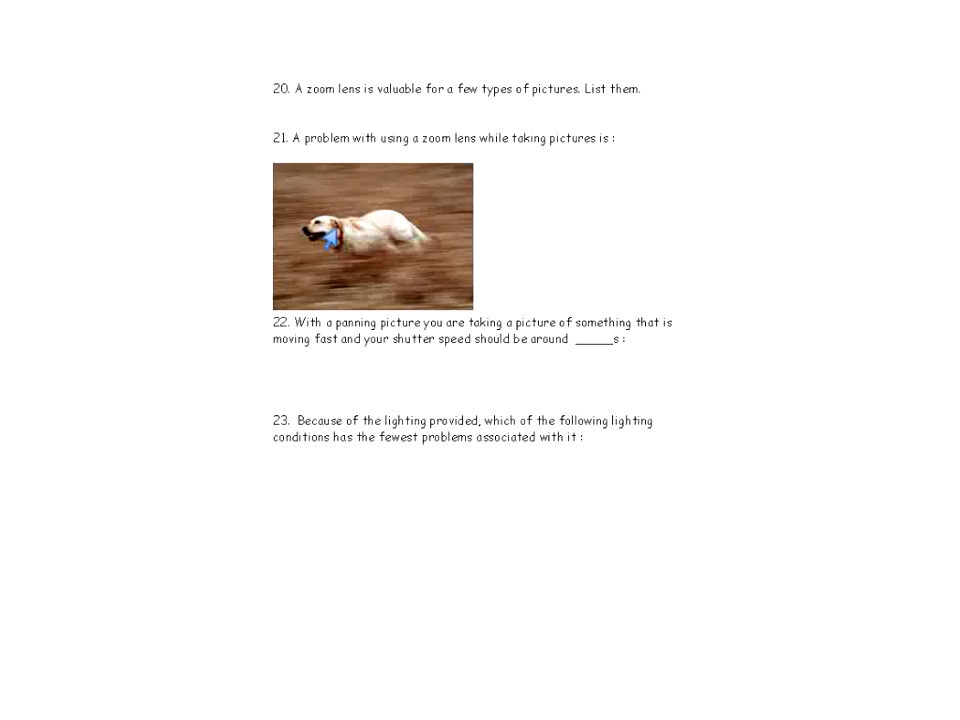 20. A zoom lens is valuable for a few types of pictures. List them.
21. A problem with using a zoom lens while taking pictures is :
22. With a panning picture you are taking a picture of something that is
moving fast and your shutter speed should be around _____s :
23. Because of the lighting provided, which of the following lighting
conditions has the fewest problems associated with it :